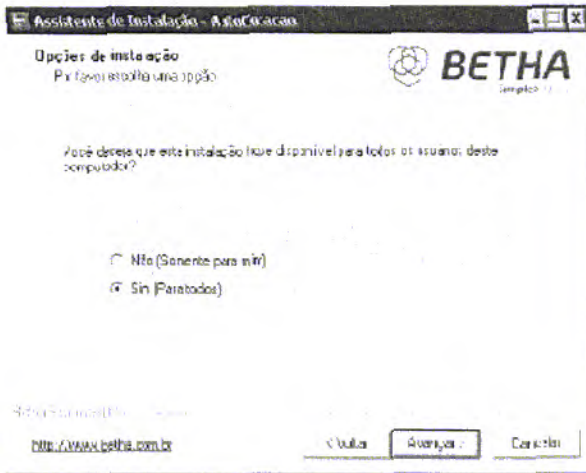 Assistente de Instalação - AutoCotacao
Opções de instalação
Por favor escolha uma opção
BETHA
Você deseja que esta instalação fique disponível para todos os usuários deste
computador?
Não (Somente para mim)
Sim (Para todos)
http://www.betha.com.br
< Voltar
Avançar >
Cancelar